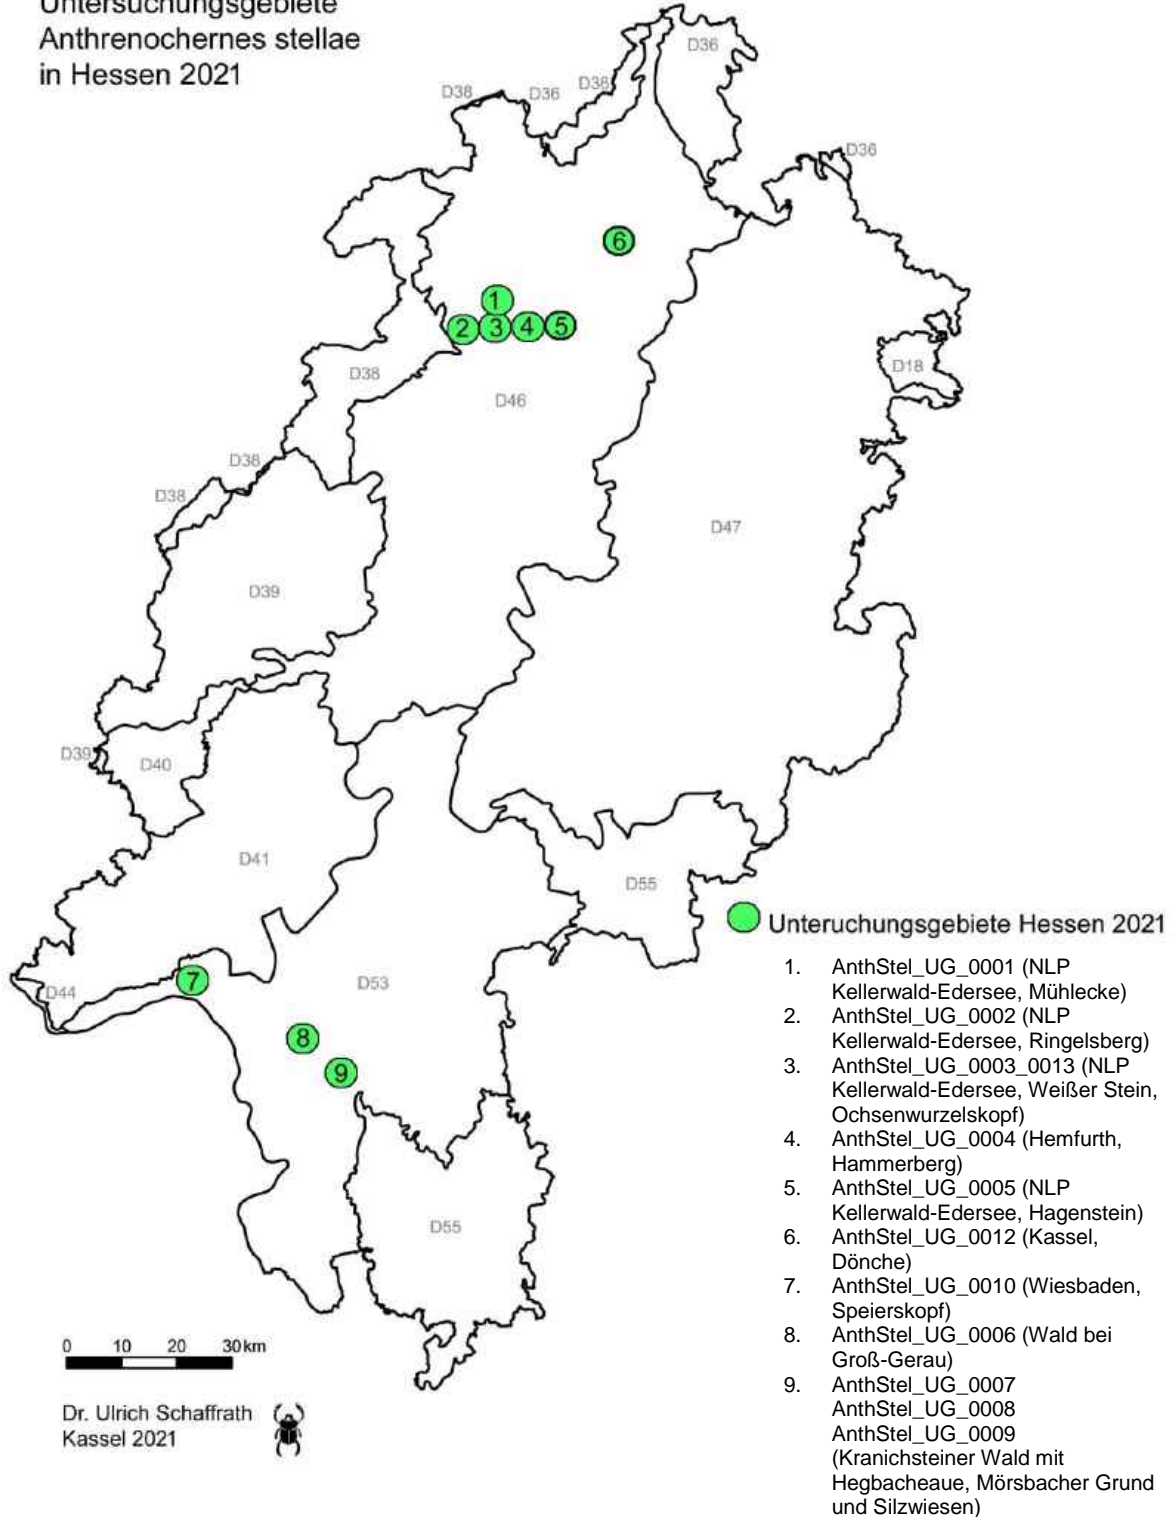 Untersuchungsgebiete
Anthrenochernes stellae
in Hessen 2021
D36
D38
D36
D38
D36
6
1
2
3
4
5
D18
D38
D46
D38
D38
D47
D39
D39
D40
D41
D55
Unteruchungsgebiete Hessen 2021
7
D44
D53
8
9
D55
1. AnthStel_UG_0001 (NLP
Kellerwald-Edersee, Mühlecke)
2. AnthStel_UG_0002 (NLP
Kellerwald-Edersee, Ringelsberg)
3. AnthStel_UG_0003_0013 (NLP
Kellerwald-Edersee, Weißer Stein,
Ochsenwurzelskopf)
4. AnthStel_UG_0004 (Hemfurth,
Hammerberg)
5. AnthStel_UG_0005 (NLP
Kellerwald-Edersee, Hagenstein)
6. AnthStel_UG_0012 (Kassel,
Dönche)
7. AnthStel_UG_0010 (Wiesbaden,
Speierskopf)
8. AnthStel_UG_0006 (Wald bei
Groß-Gerau)
9. AnthStel_UG_0007
AnthStel_UG_0008
AnthStel_UG_0009
(Kranichsteiner Wald mit
Hegbacheaue, Mörsbacher Grund
und Silzwiesen)
0 10 20 30 km
Dr. Ulrich Schaffrath
Kassel 2021